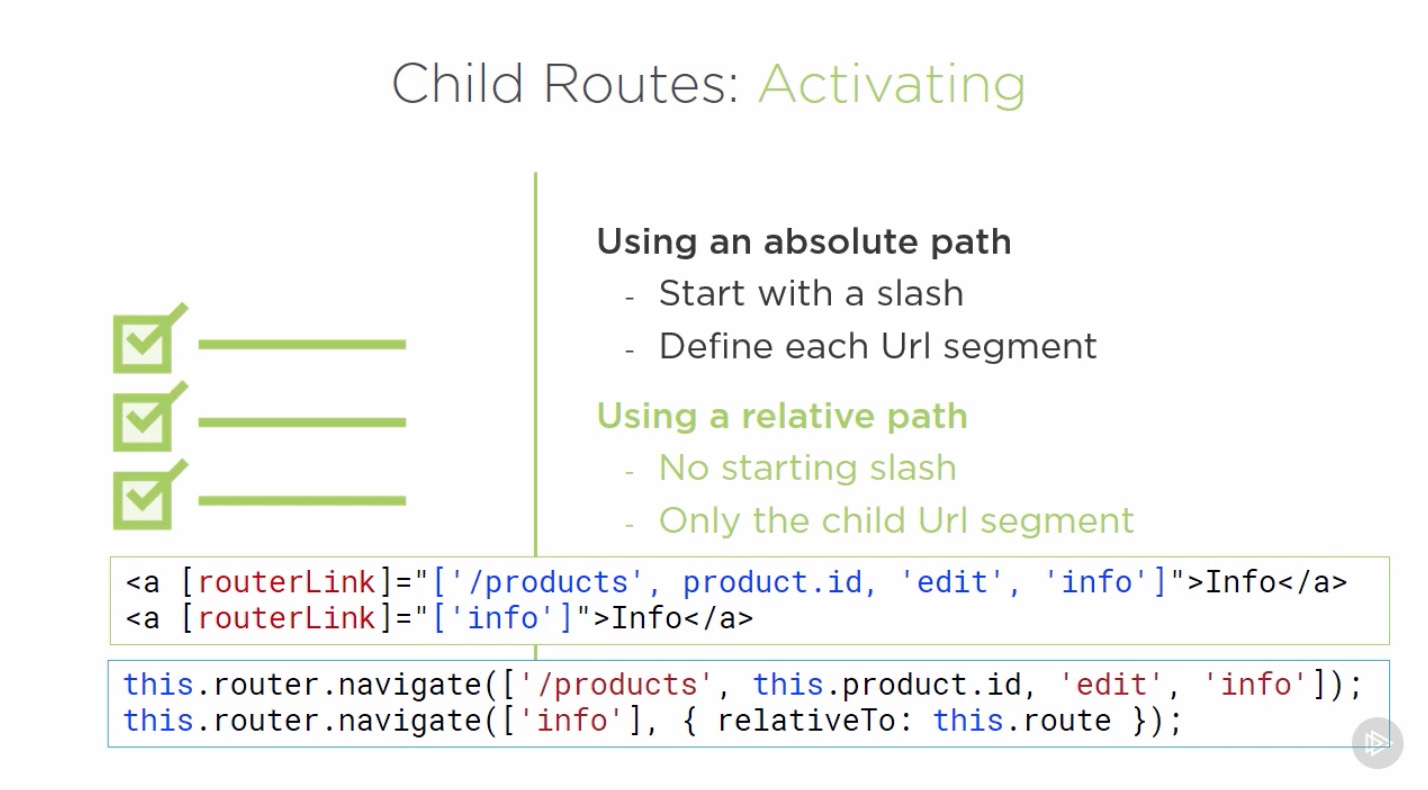 Child Routes: Activating
Using an absolute path
- Start with a slash
- Define each Url segment
Using a relative path
- No starting slash
- Only the child Url segment
<a [routerLink]="['/products', product.id, 'edit', 'info']">Info</a>
<a [routerLink]="['info']">Info</a>
this.router.navigate(['/products', this.product.id, 'edit', 'info']);
this.router.navigate(['info'], { relativeTo: this.route });